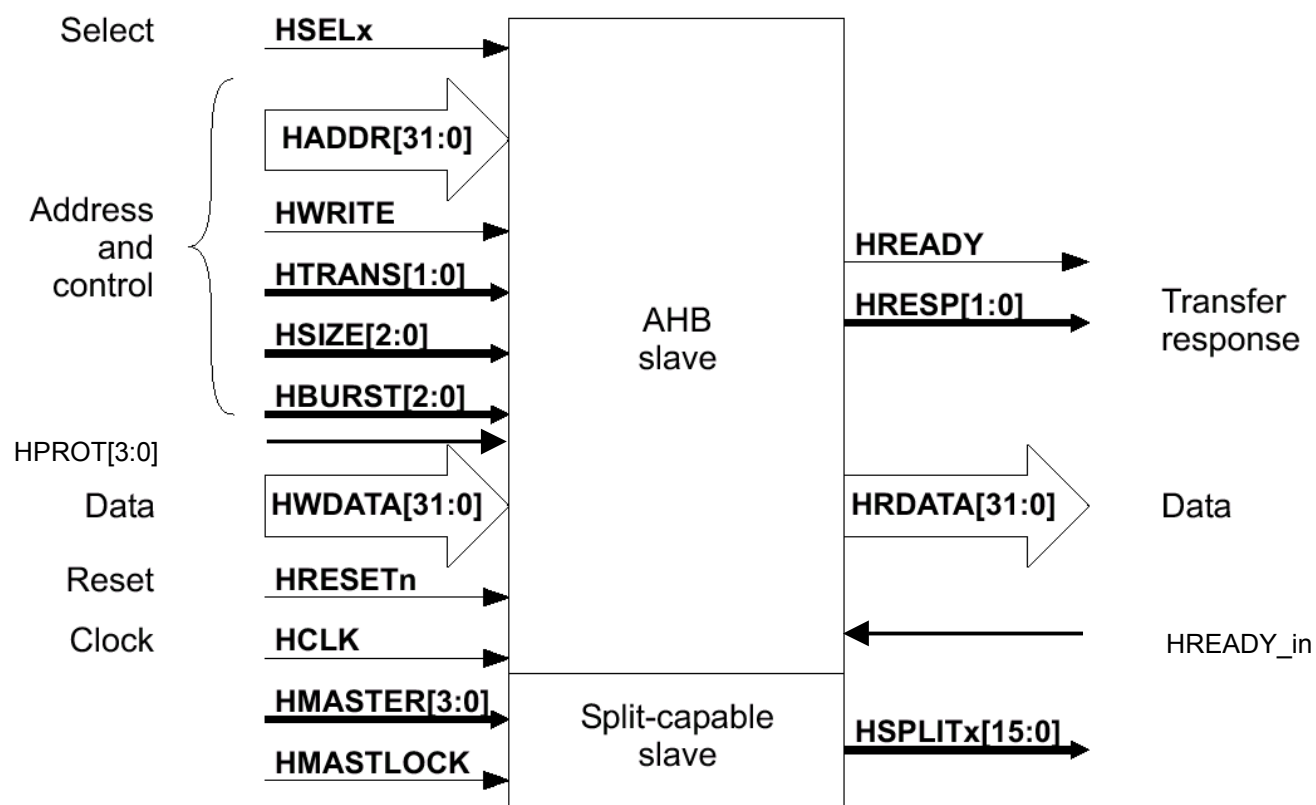 Select
HSELx
HADDR[31:0]
Address
and
control
HWRITE
HTRANS[1:0]
HSIZE[2:0]
HBURST[2:0]
HPROT[3:0]
Data
HWDATA[31:0]
Reset
HRESETn
Clock
HCLK
HMASTER[3:0]
HMASTLOCK
AHB
slave
Split-capable
slave
HREADY
HRESP[1:0]
Transfer
response
HRDATA[31:0]
Data
HREADY_in
HSPLITx[15:0]